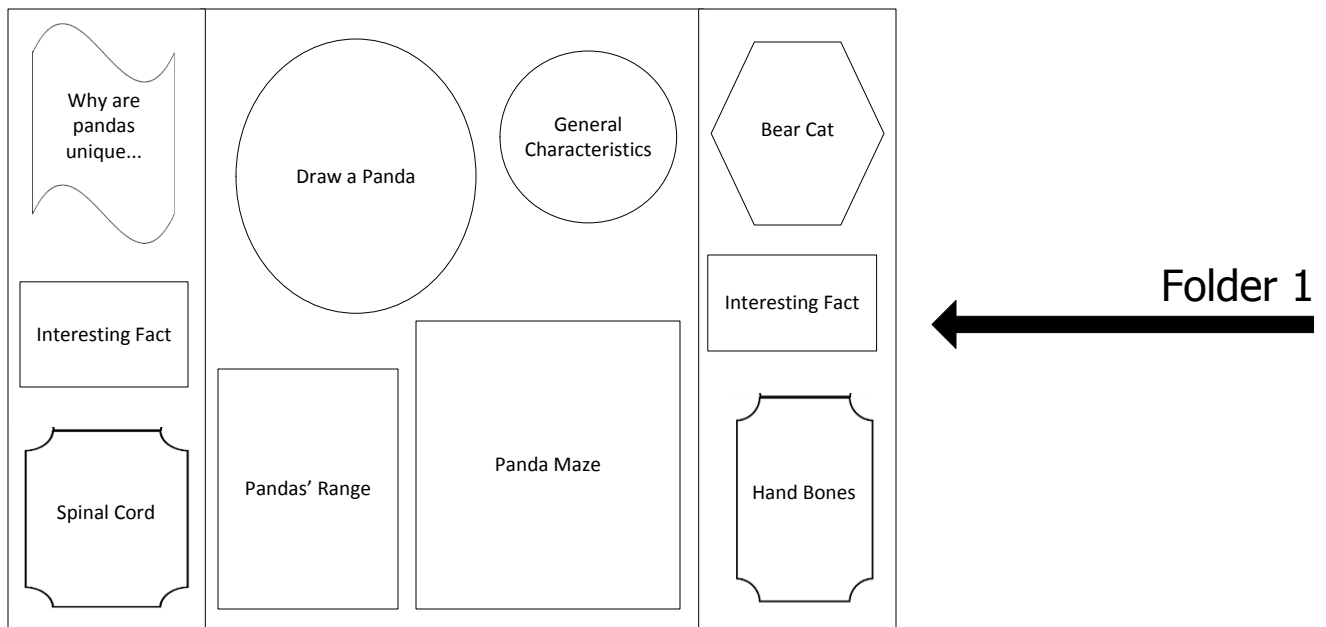 Why are
pandas
unique...
Interesting Fact
Spinal Cord
Draw a Panda
General
Characteristics
Pandas' Range
Panda Maze
Bear Cat
Interesting Fact
Hand Bones
Folder 1